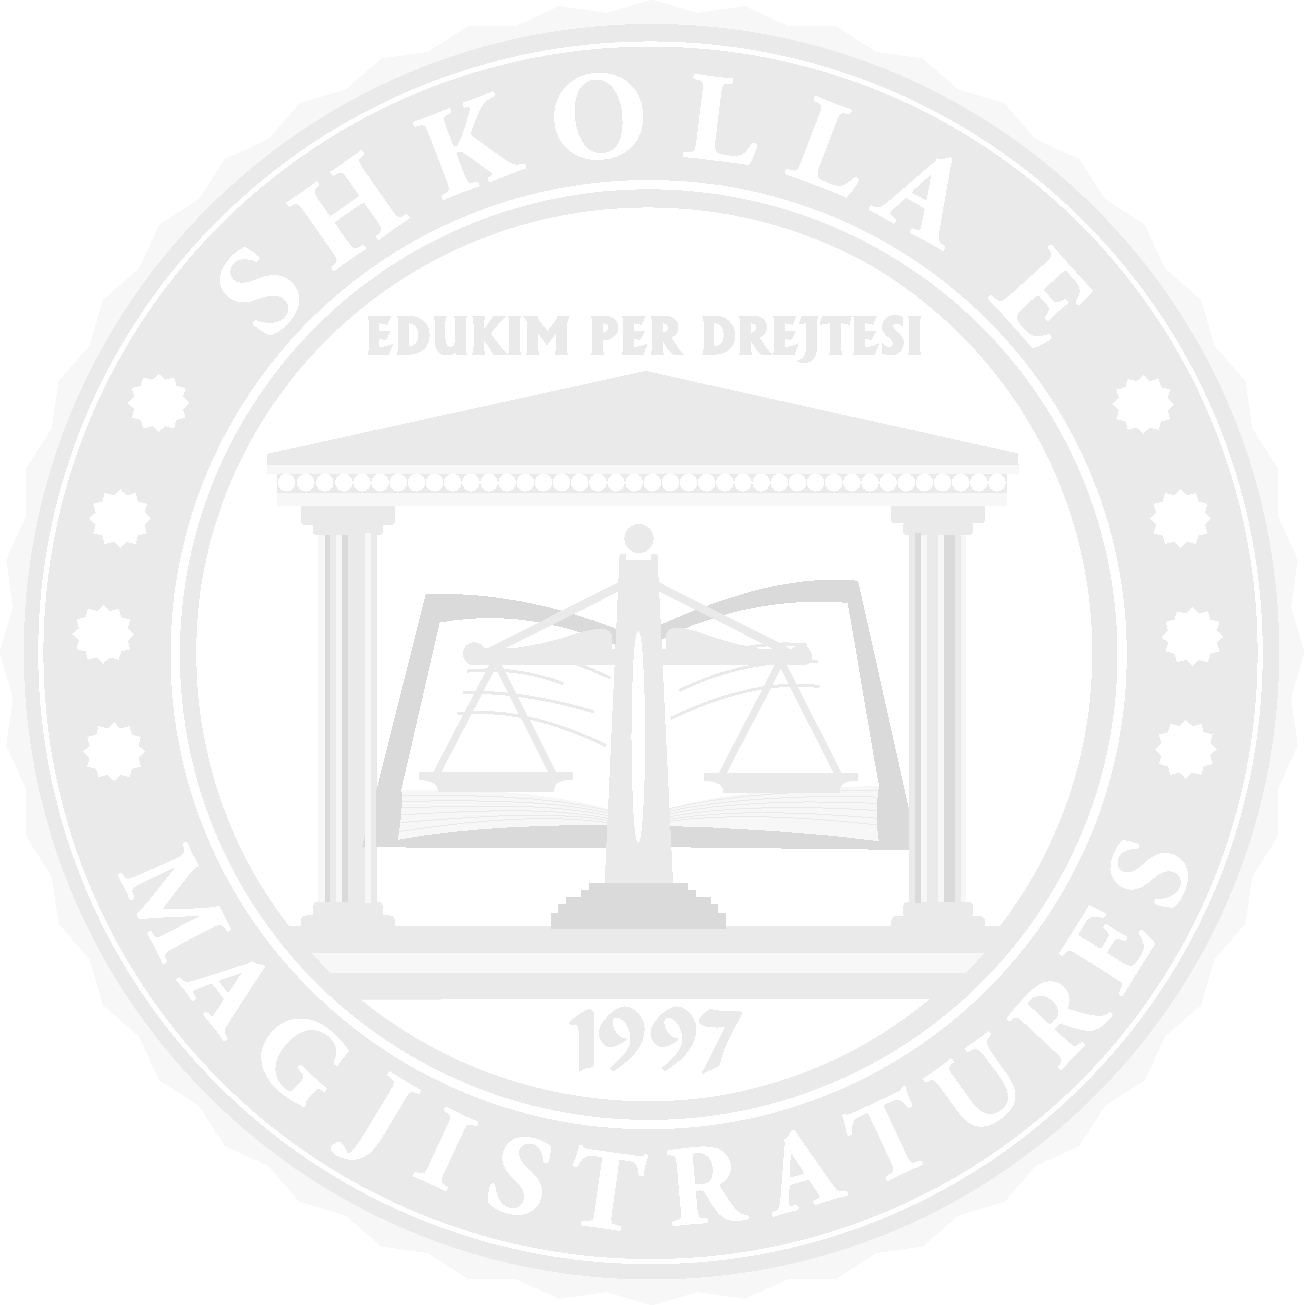 SHKOLLA E
EDUKIM PER DREJTESI
1997
MAGJISTRATURES